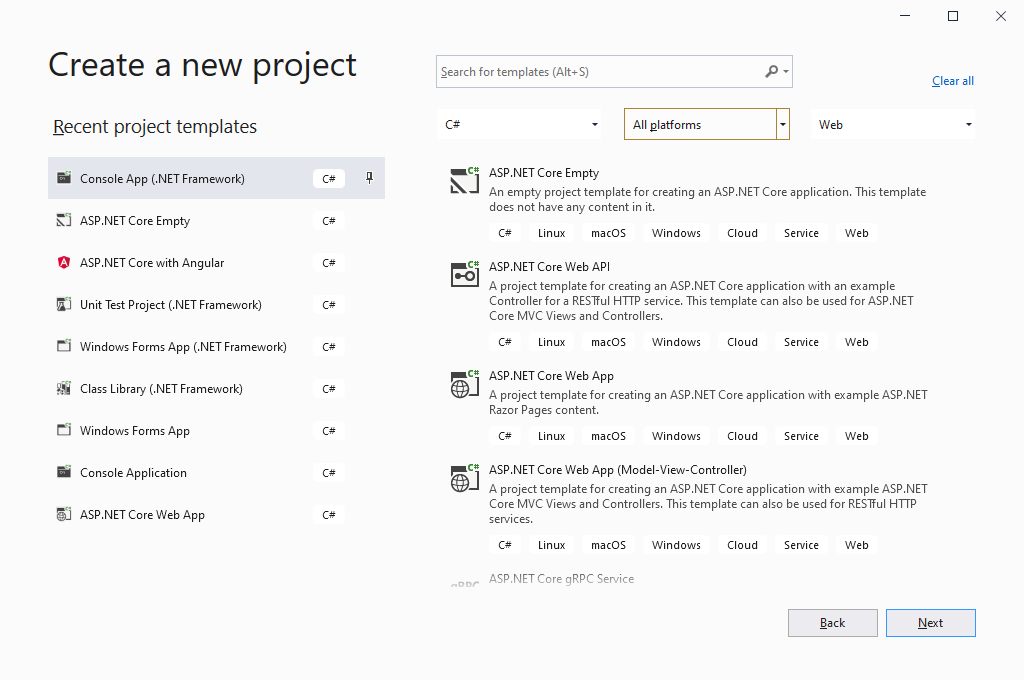 Create a new project
Search for templates (Alt+S)
Clear all
Recent project templates
C#
All platforms
Web
Console App (.NET Framework)
C#
ASP.NET Core Empty
C#
ASP.NET Core with Angular
C#
Unit Test Project (.NET Framework)
C#
Windows Forms App (.NET Framework)
C#
Class Library (.NET Framework)
C#
Windows Forms App
C#
Console Application
C#
ASP.NET Core Web App
C#
C#
ASP.NET Core Empty
An empty project template for creating an ASP.NET Core application. This template
does not have any content in it.
C# Linux macOS Windows Cloud Service Web
C#
ASP.NET Core Web API
A project template for creating an ASP.NET Core application with an example
Controller for a RESTful HTTP service. This template can also be used for ASP.NET
Core MVC Views and Controllers.
C# Linux macOS Windows Cloud Service Web
C#
ASP.NET Core Web App
A project template for creating an ASP.NET Core application with example ASP.NET
Razor Pages content.
C# Linux macOS Windows Cloud Service Web
C#
ASP.NET Core Web App (Model-View-Controller)
A project template for creating an ASP.NET Core application with example ASP.NET
Core MVC Views and Controllers. This template can also be used for RESTful HTTP
services.
C# Linux macOS Windows Cloud Service Web
gRPC
ASP.NET Core gRPC Service
Back
Next